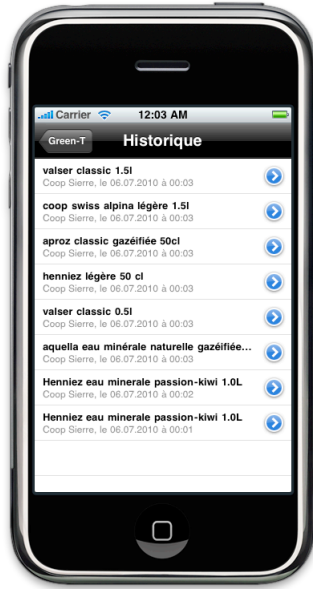 Carrier 12:03 AM
Green-T Historique
valser classic 1.5l
Coop Sierre, le 06.07.2010 à 00:03
coop swiss alpina légère 1.5l
Coop Sierre, le 06.07.2010 à 00:03
aproz classic gazéifiée 50cl
Coop Sierre, le 06.07.2010 à 00:03
henniez légère 50 cl
Coop Sierre, le 06.07.2010 à 00:03
valser classic 0.5l
Coop Sierre, le 06.07.2010 à 00:03
aquella eau minérale naturelle gazéifiée...
Coop Sierre, le 06.07.2010 à 00:03
Henniez eau minerale passion-kiwi 1.0L
Coop Sierre, le 06.07.2010 à 00:02
Henniez eau minerale passion-kiwi 1.0L
Coop Sierre, le 06.07.2010 à 00:01